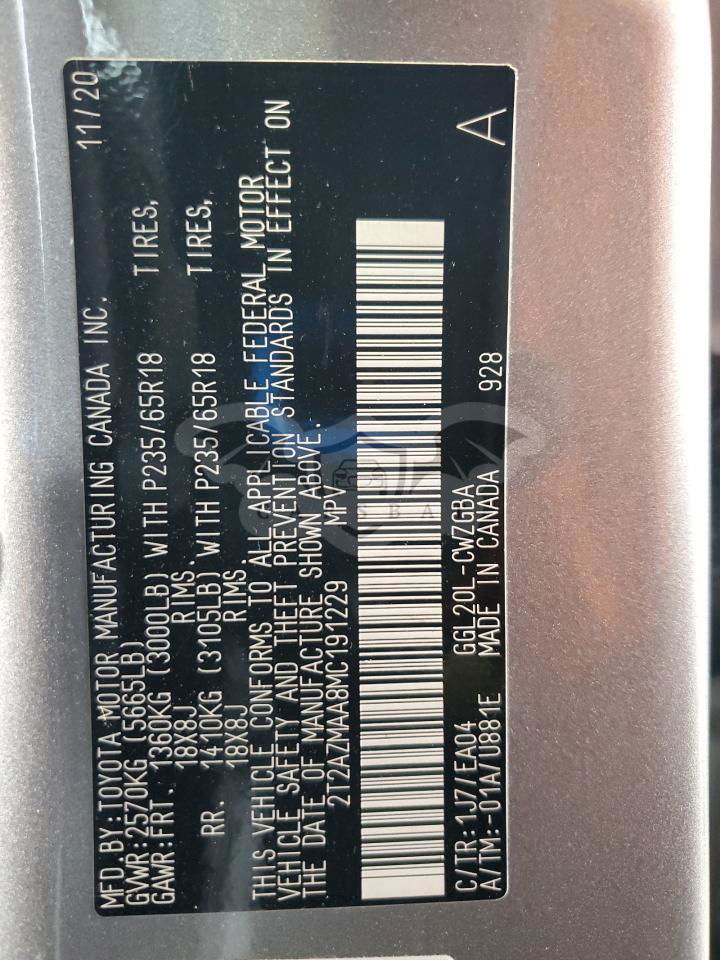 MFD.BY:TOYOTA MOTOR MANUFACTURING CANADA INC. 11/20
GVWR:2570KG (5665LB)
GAWR:FRT. 1360KG (3000LB) WITH P235/65R18 TIRES,
18X8J RIMS.
RR. 1410KG (3105LB) WITH P235/65R18 TIRES,
18X8J RIMS.
THIS VEHICLE CONFORMS TO ALL APPLICABLE FEDERAL MOTOR
VEHICLE SAFETY AND THEFT PREVENTION STANDARDS IN EFFECT ON
THE DATE OF MANUFACTURE SHOWN ABOVE.
2T2AZMAA8MC191229 MPV
C/TR:1J7/EA04 GGL20L-CWZGBA
A/TM:-01A/U881E MADE IN CANADA 928 A